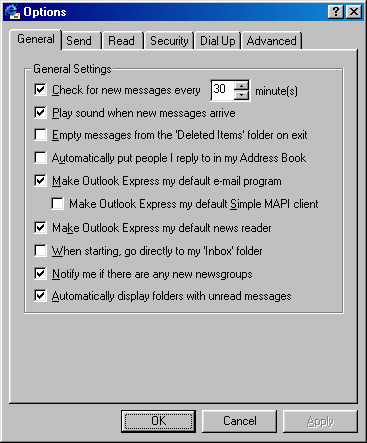 Options
General Send Read Security Dial Up Advanced
General Settings
Check for new messages every 30 minute(s)
Play sound when new messages arrive
Empty messages from the 'Deleted Items' folder on exit
Automatically put people I reply to in my Address Book
Make Outlook Express my default e-mail program
Make Outlook Express my default Simple MAPI client
Make Outlook Express my default news reader
When starting, go directly to my 'Inbox' folder
Notify me if there are any new newsgroups
Automatically display folders with unread messages
OK Cancel Apply